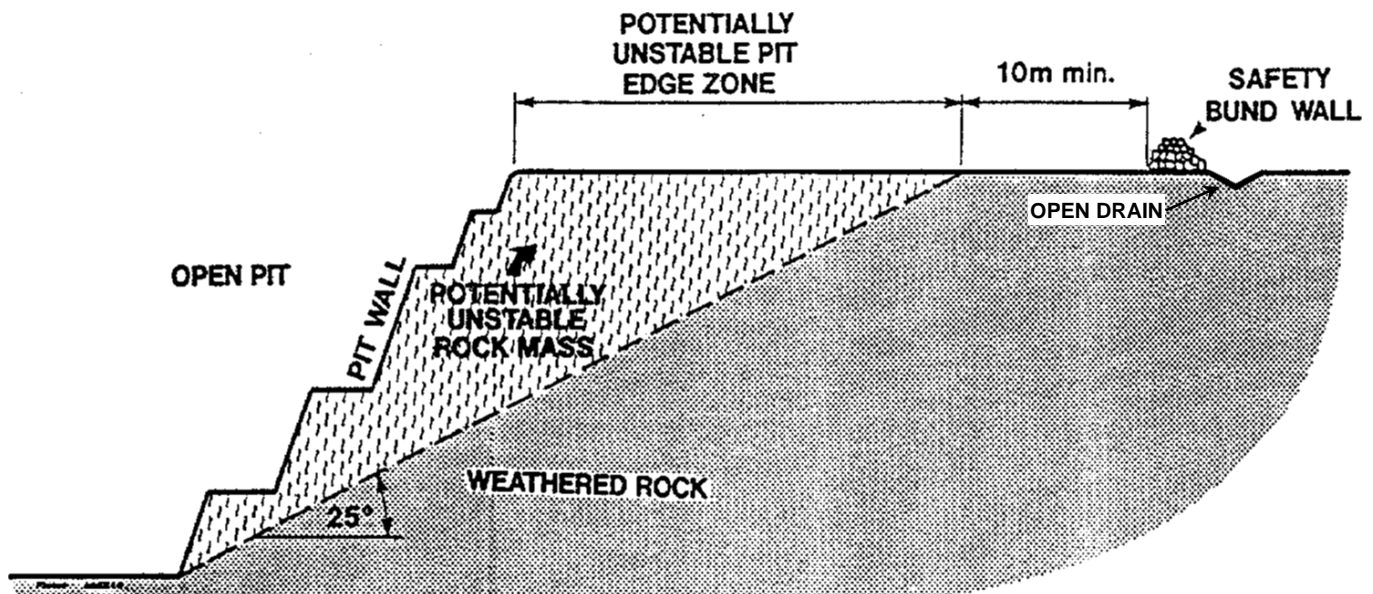 POTENTIALLY
UNSTABLE PIT
EDGE ZONE
10m min.
SAFETY
BUND WALL
OPEN DRAIN
OPEN PIT
PIT WALL
POTENTIALLY
UNSTABLE
ROCK MASS
WEATHERED ROCK
25°